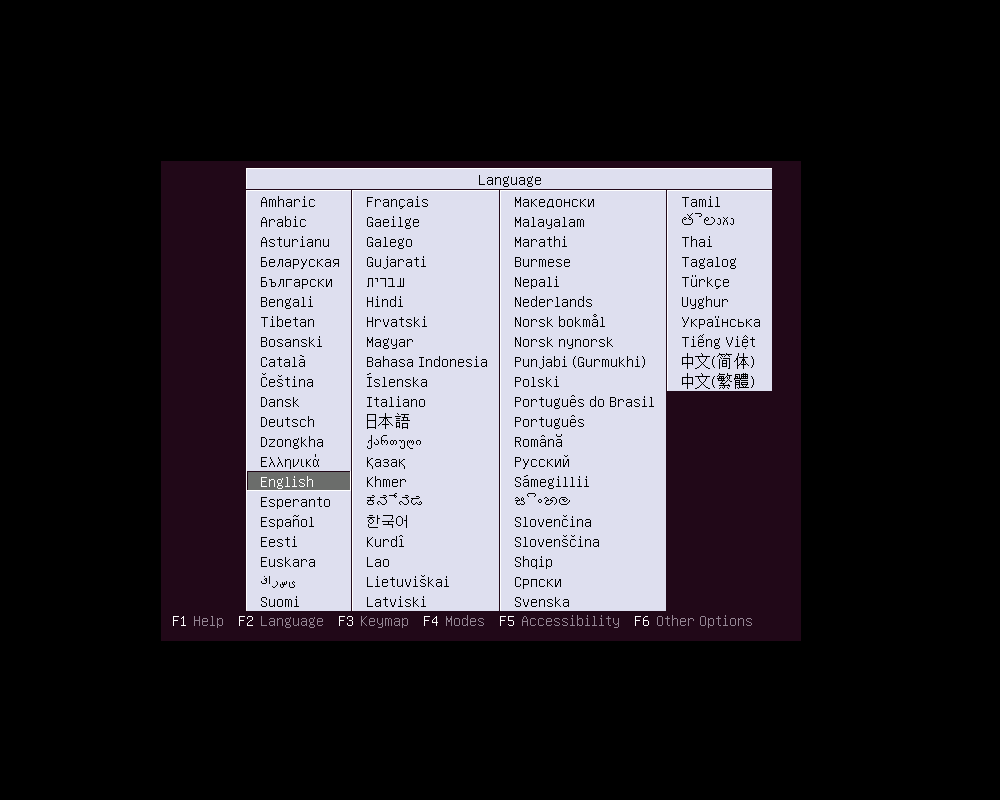 Language
Amharic
Arabic
Asturianu
Беларуская
Български
Bengali
Tibetan
Bosanski
Català
Čeština
Dansk
Deutsch
Dzongkha
Ελληνικά
English
Esperanto
Español
Eesti
Euskara
ﻰﺳﺭﺎﻓ
Suomi
Français
Gaeilge
Galego
Gujarati
עברית
Hindi
Hrvatski
Magyar
Bahasa Indonesia
Íslenska
Italiano
日本語
ქართული
Қазақ
Khmer
ಕನ್ನಡ
한국어
Kurdî
Lao
Lietuviškai
Latviski
Македонски
Malayalam
Marathi
Burmese
Nepali
Nederlands
Norsk bokmål
Norsk nynorsk
Punjabi (Gurmukhi)
Polski
Português do Brasil
Português
Română
Русский
Sámegillii
සිංහල
Slovenčina
Slovenščina
Shqip
Српски
Svenska
Tamil
తెలుగు
Thai
Tagalog
Türkçe
Uyghur
Українська
Tiếng Việt
中文(简体)
中文(繁體)
F1 Help F2 Language F3 Keymap F4 Modes F5 Accessibility F6 Other Options